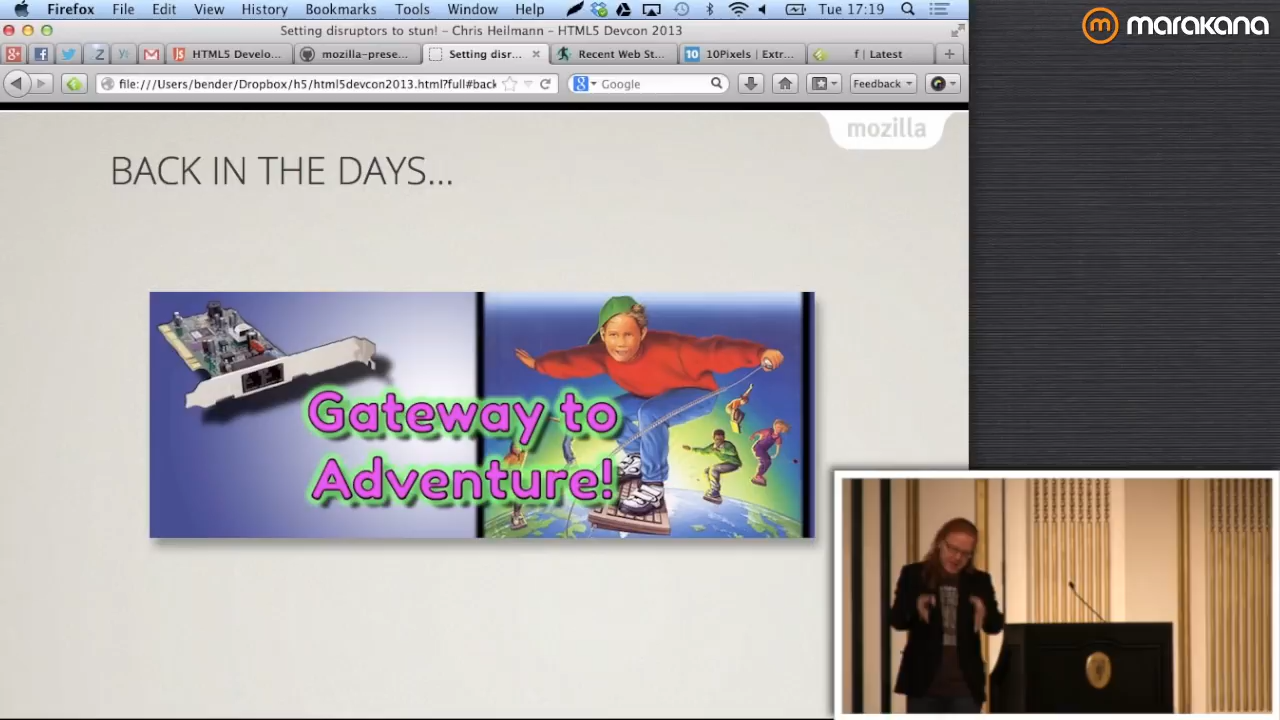 Firefox File Edit View History Bookmarks Tools Window Help Tue 17:19
marakana
Setting disruptors to stun! – Chris Heilmann – HTML5 Devcon 2013
HTML5 Develo... mozilla-prese... Setting disr... Recent Web St... 10 10Pixels | Extr... f | Latest
file:///Users/bender/Dropbox/h5/html5devcon2013.html?full#back Google Feedback
mozilla
BACK IN THE DAYS...
Gateway to
Adventure!